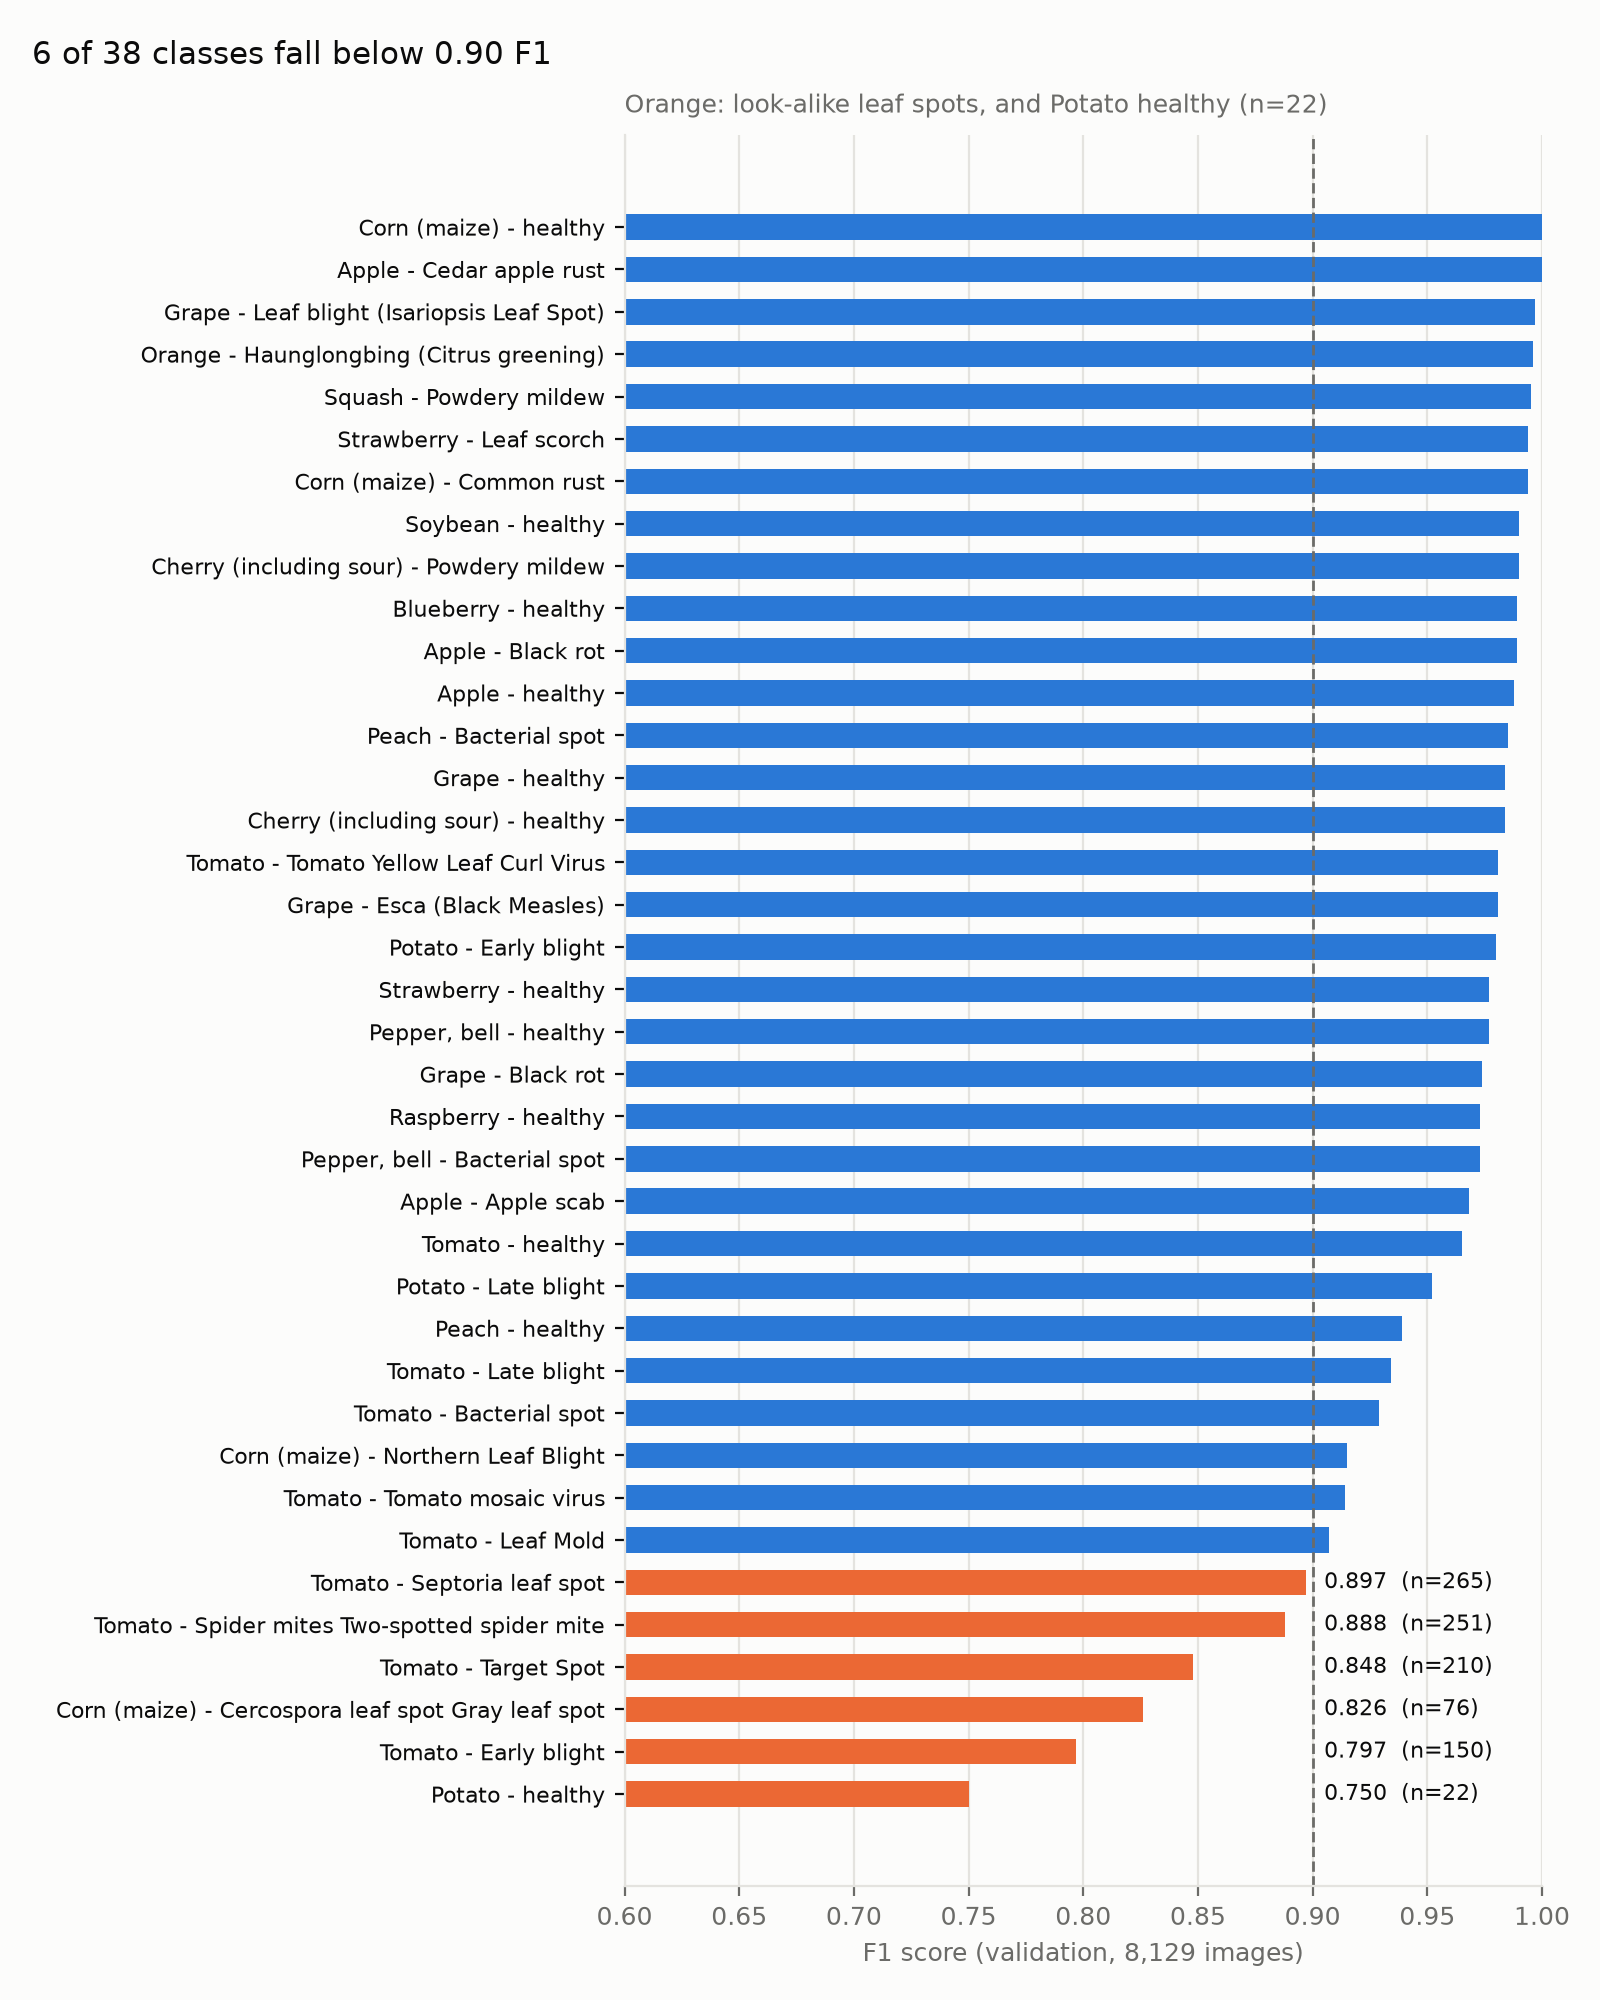 6 of 38 classes fall below 0.90 F1
Orange: look-alike leaf spots, and Potato healthy (n=22)
Corn (maize) - healthy
Apple - Cedar apple rust
Grape - Leaf blight (Isariopsis Leaf Spot)
Orange - Haunglongbing (Citrus greening)
Squash - Powdery mildew
Strawberry - Leaf scorch
Corn (maize) - Common rust
Soybean - healthy
Cherry (including sour) - Powdery mildew
Blueberry - healthy
Apple - Black rot
Apple - healthy
Peach - Bacterial spot
Grape - healthy
Cherry (including sour) - healthy
Tomato - Tomato Yellow Leaf Curl Virus
Grape - Esca (Black Measles)
Potato - Early blight
Strawberry - healthy
Pepper, bell - healthy
Grape - Black rot
Raspberry - healthy
Pepper, bell - Bacterial spot
Apple - Apple scab
Tomato - healthy
Potato - Late blight
Peach - healthy
Tomato - Late blight
Tomato - Bacterial spot
Corn (maize) - Northern Leaf Blight
Tomato - Tomato mosaic virus
Tomato - Leaf Mold
Tomato - Septoria leaf spot 0.897 (n=265)
Tomato - Spider mites Two-spotted spider mite 0.888 (n=251)
Tomato - Target Spot 0.848 (n=210)
Corn (maize) - Cercospora leaf spot Gray leaf spot 0.826 (n=76)
Tomato - Early blight 0.797 (n=150)
Potato - healthy 0.750 (n=22)
0.60 0.65 0.70 0.75 0.80 0.85 0.90 0.95 1.00
F1 score (validation, 8,129 images)